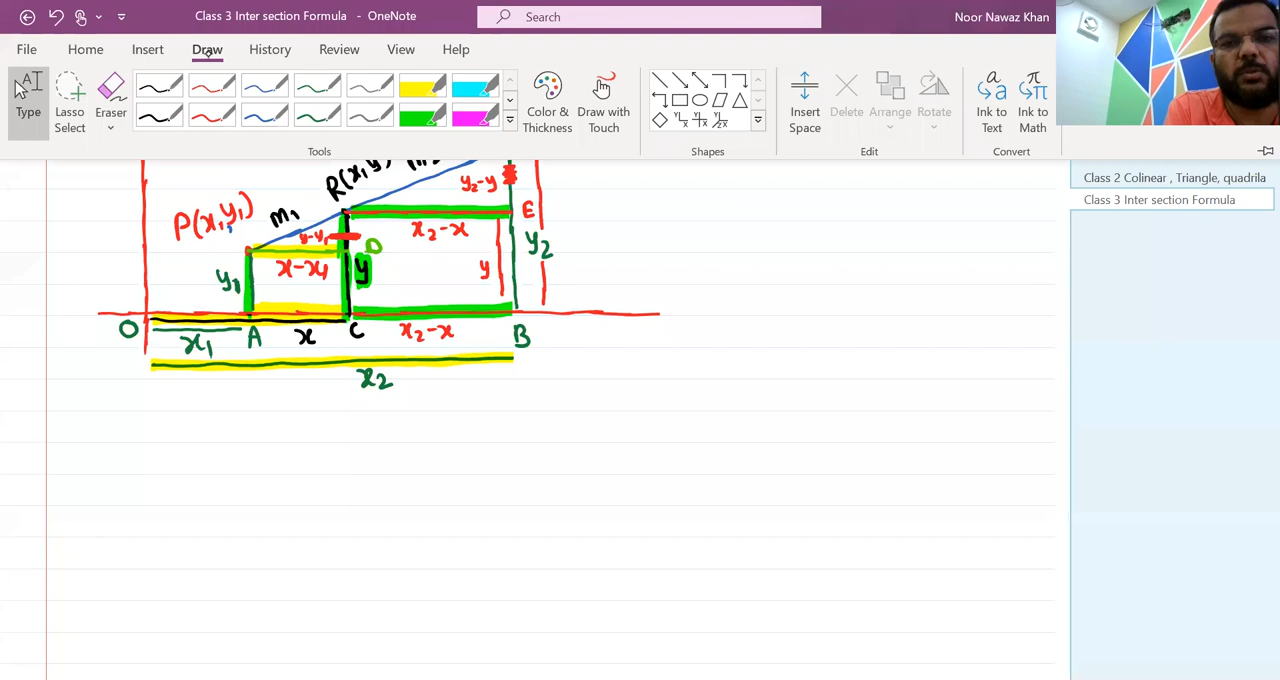 Class 3 Inter section Formula - OneNote
Search
Noor Nawaz Khan
File Home Insert Draw History Review View Help
Type
Lasso Select
Eraser
Color & Thickness
Draw with Touch
Insert Space
Delete
Arrange
Rotate
Ink to Text
Ink to Math
Tools
Shapes
Edit
Convert
Class 2 Colinear , Triangle, quadrila
Class 3 Inter section Formula
R(x,y)
y₂-y
P(x₁y₁)
m₁
E
x₂-x
y-y₁
D
y₂
x-x₁
y
y
y₁
O
x₁
A
x
C
x₂-x
B
x₂